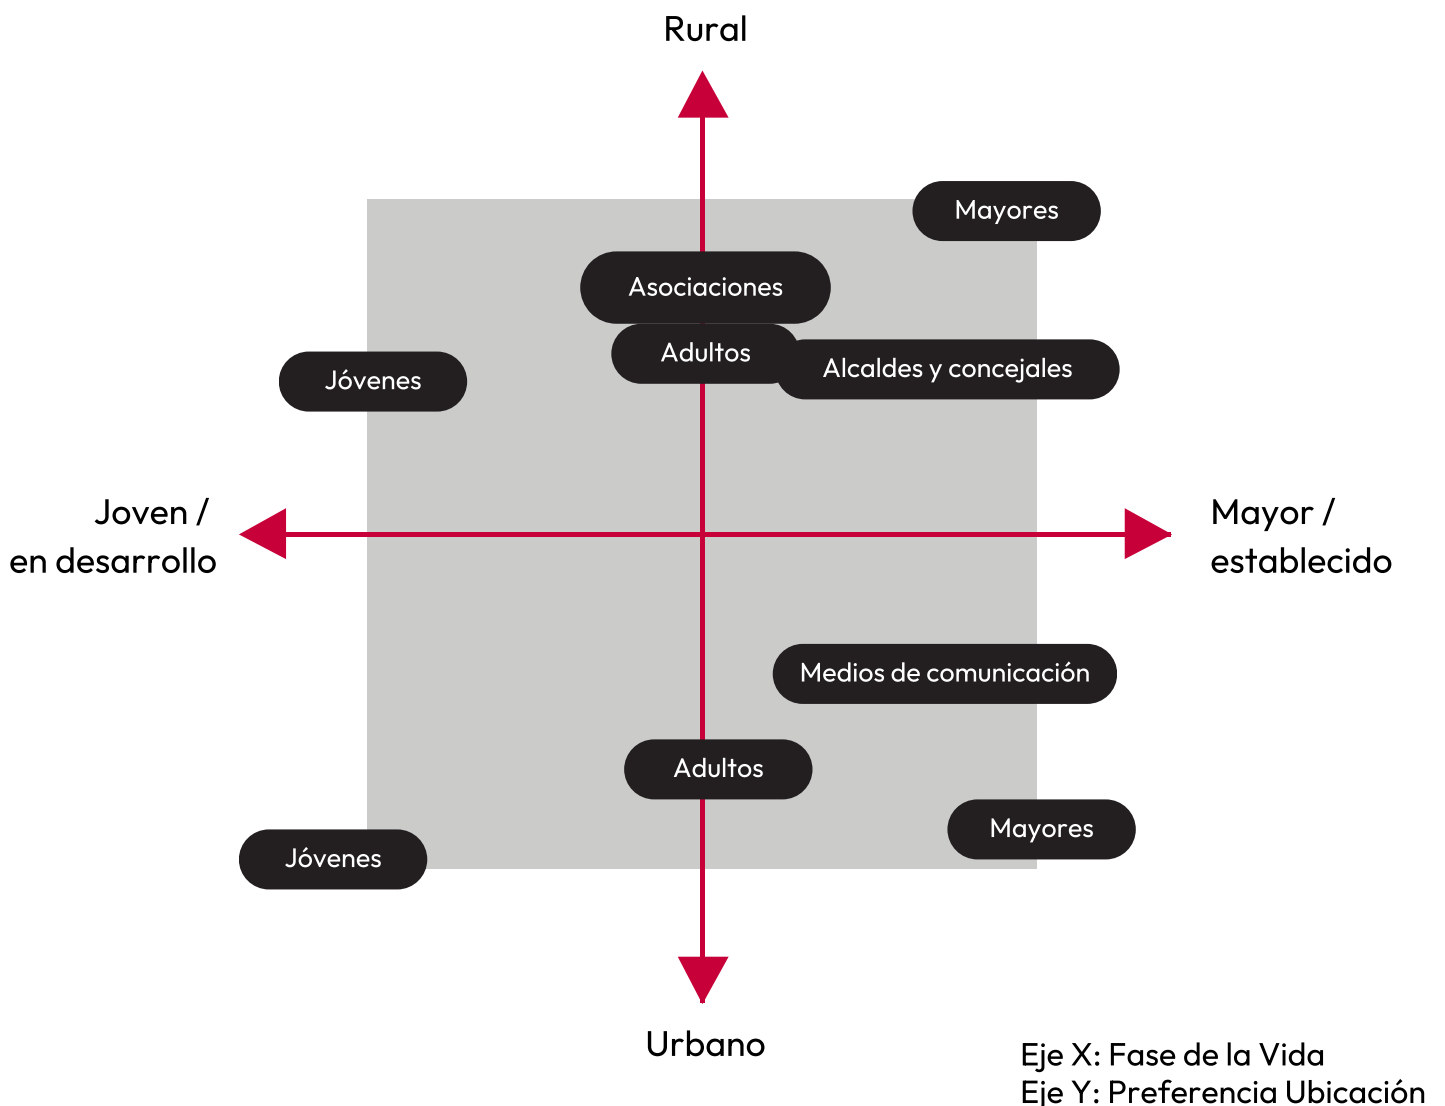 Rural
Mayores
Asociaciones
Adultos
Alcaldes y concejales
Jóvenes
Joven /
en desarrollo
Mayor /
establecido
Medios de comunicación
Adultos
Mayores
Jóvenes
Urbano
Eje X: Fase de la Vida
Eje Y: Preferencia Ubicación